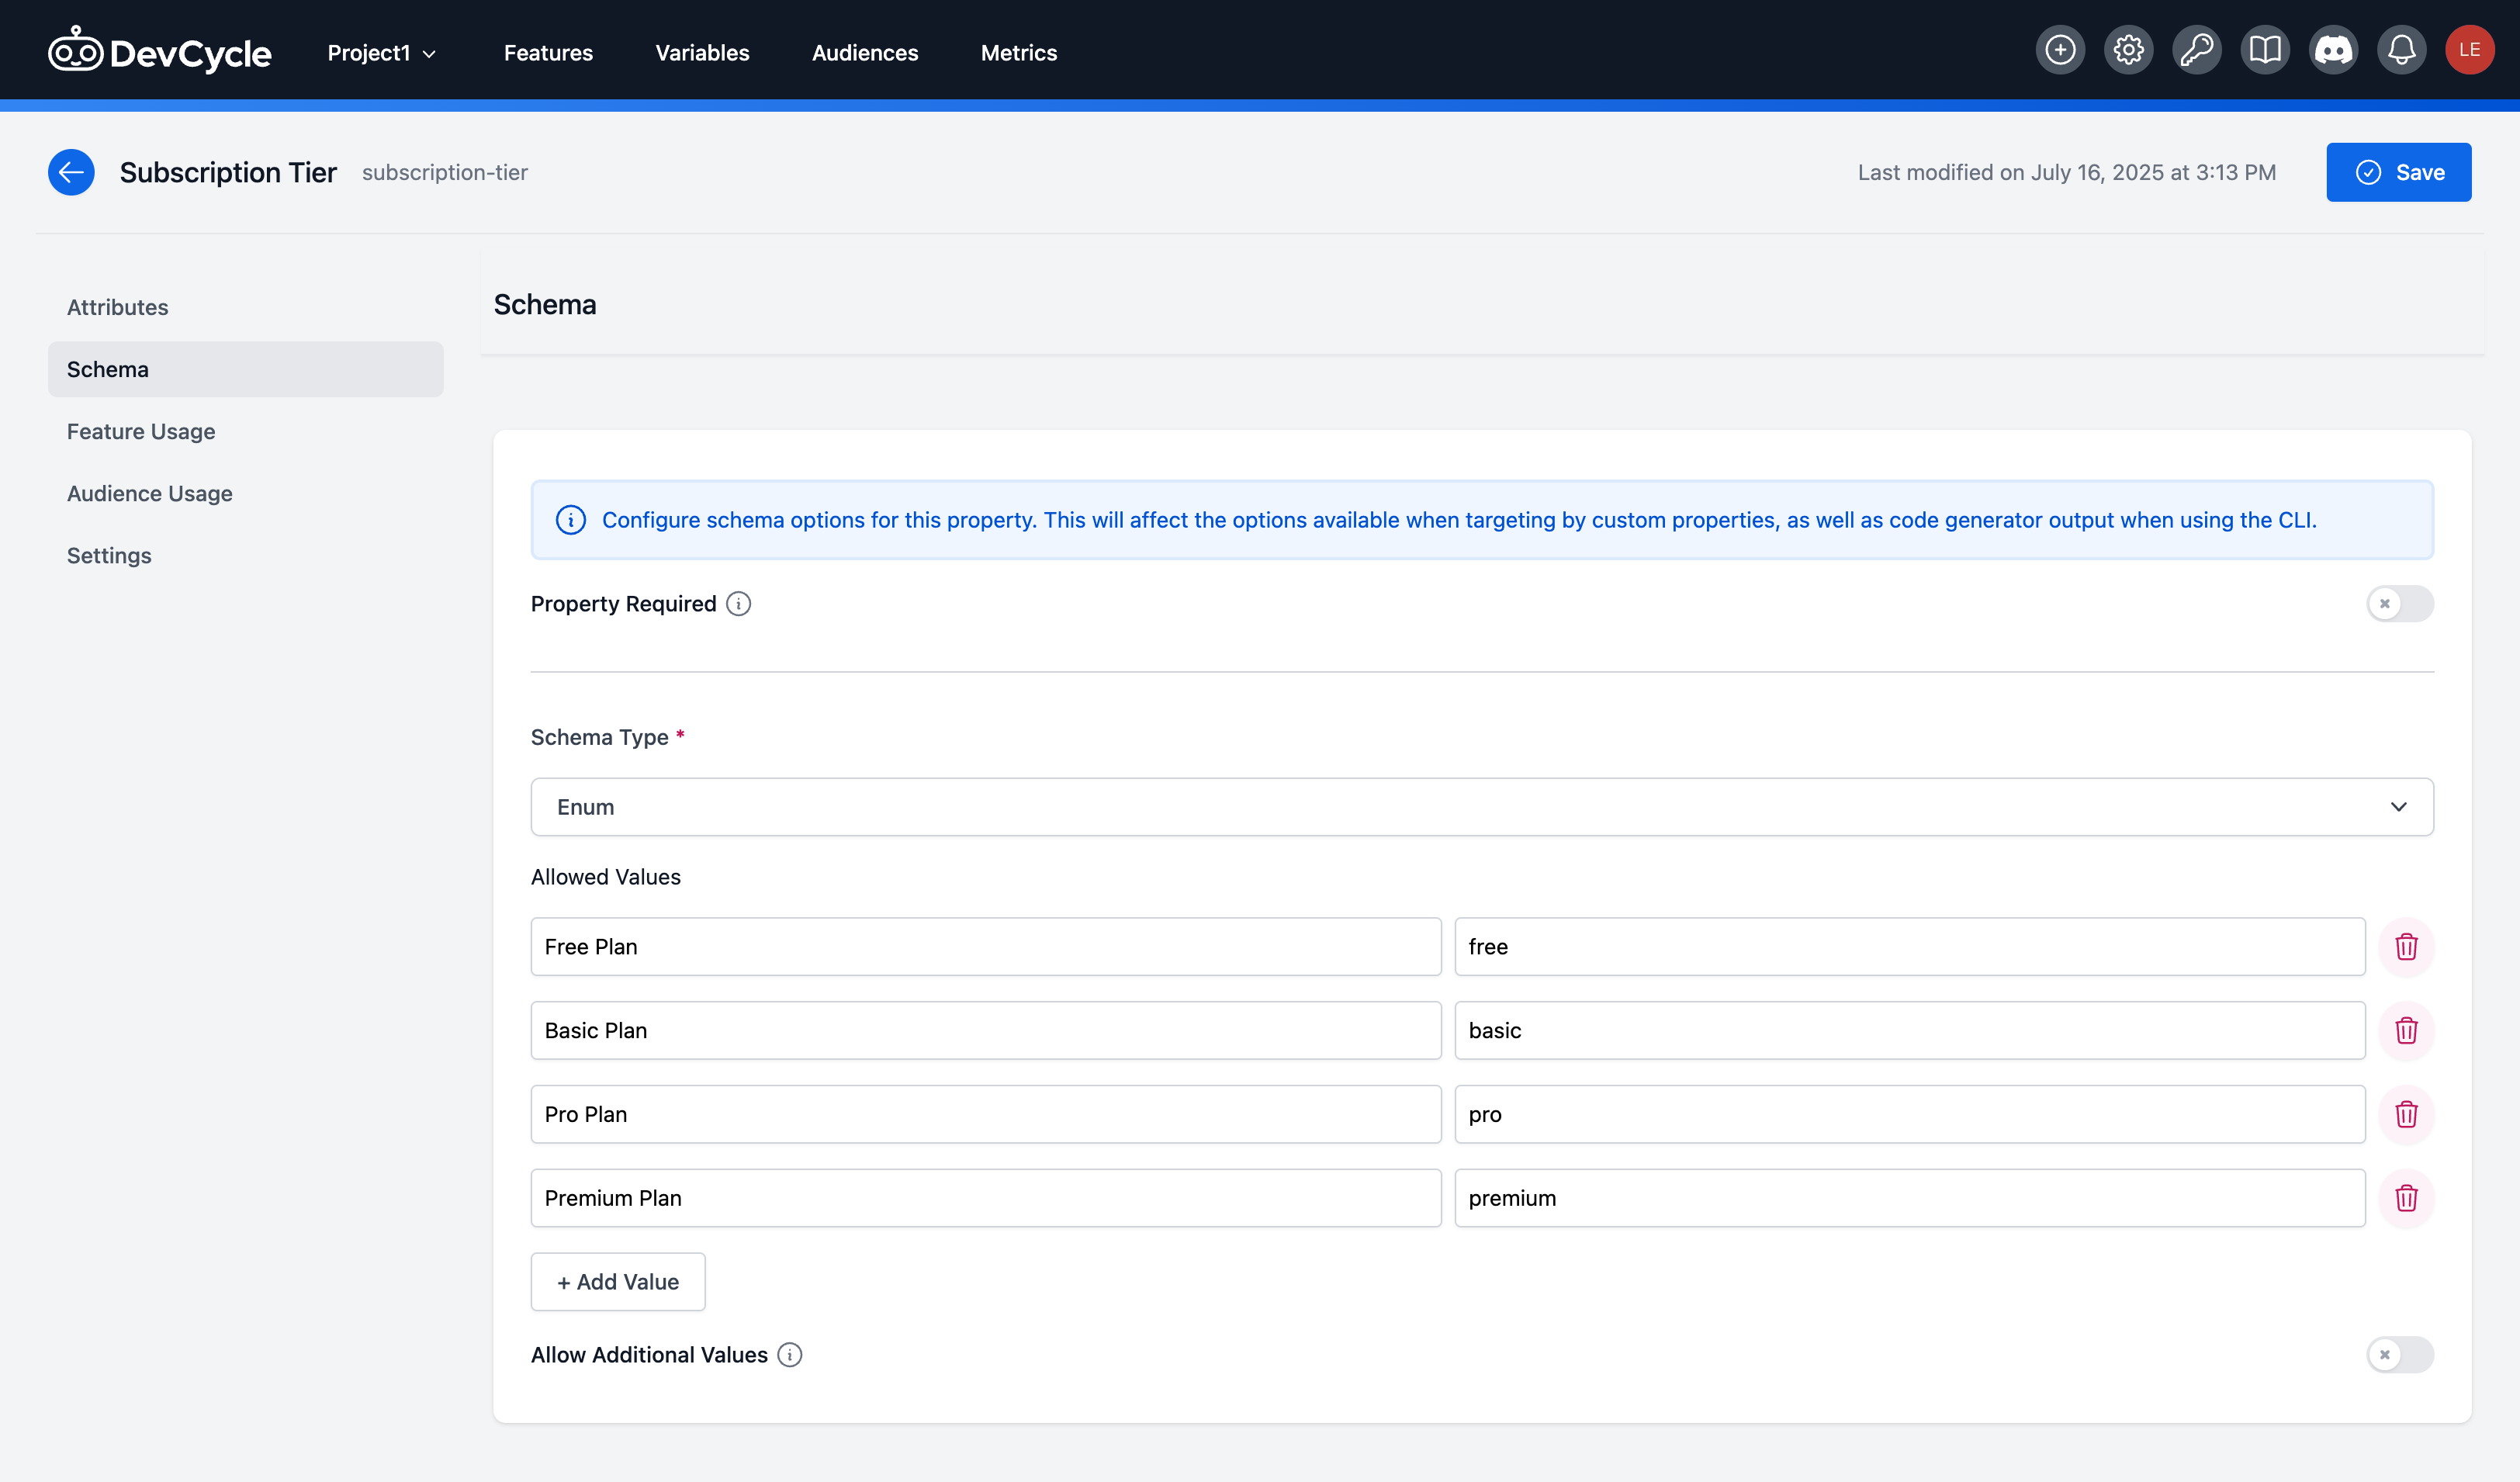 DevCycle Project1 Features Variables Audiences Metrics LE
Subscription Tier subscription-tier Last modified on July 16, 2025 at 3:13 PM Save
Attributes
Schema
Feature Usage
Audience Usage
Settings
Schema
Configure schema options for this property. This will affect the options available when targeting by custom properties, as well as code generator output when using the CLI.
Property Required
Schema Type *
Enum
Allowed Values
Free Plan free
Basic Plan basic
Pro Plan pro
Premium Plan premium
+ Add Value
Allow Additional Values